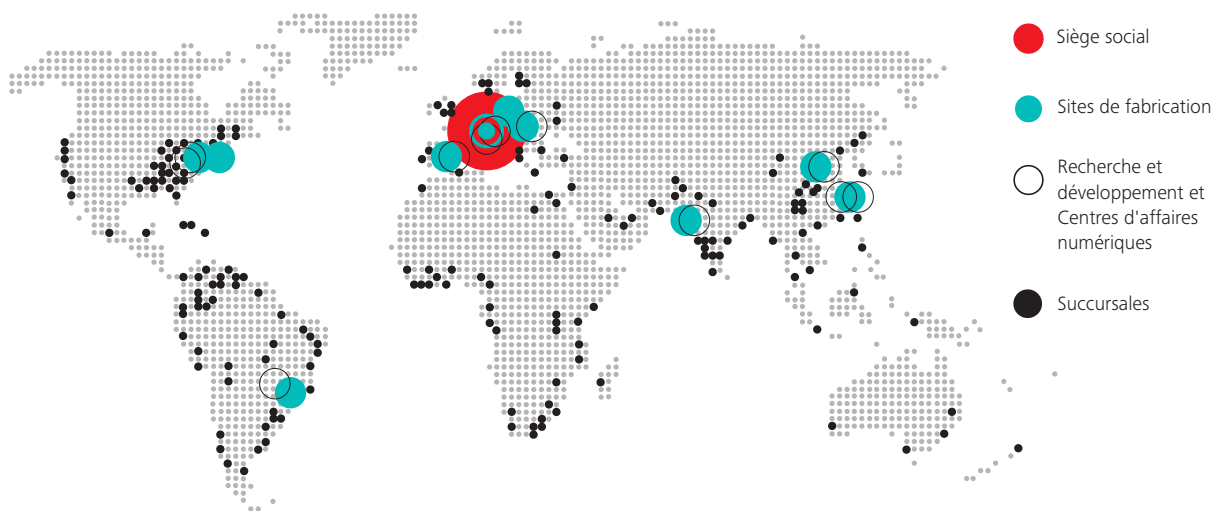 Siège social
Sites de fabrication
Recherche et
développement et
Centres d'affaires
numériques
Succursales